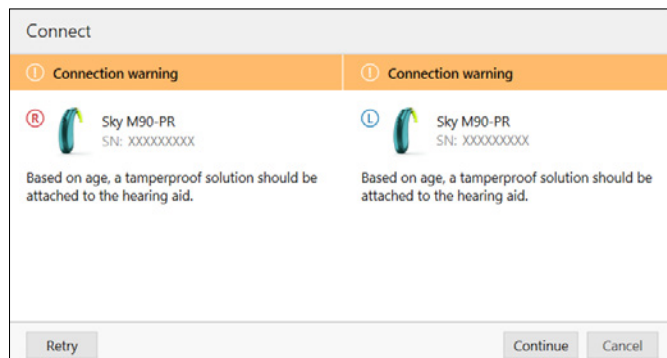 Connect
Connection warning
R
Sky M90-PR
SN: XXXXXXXXX
Based on age, a tamperproof solution should be
attached to the hearing aid.
Connection warning
L
Sky M90-PR
SN: XXXXXXXXX
Based on age, a tamperproof solution should be
attached to the hearing aid.
Retry
Continue
Cancel